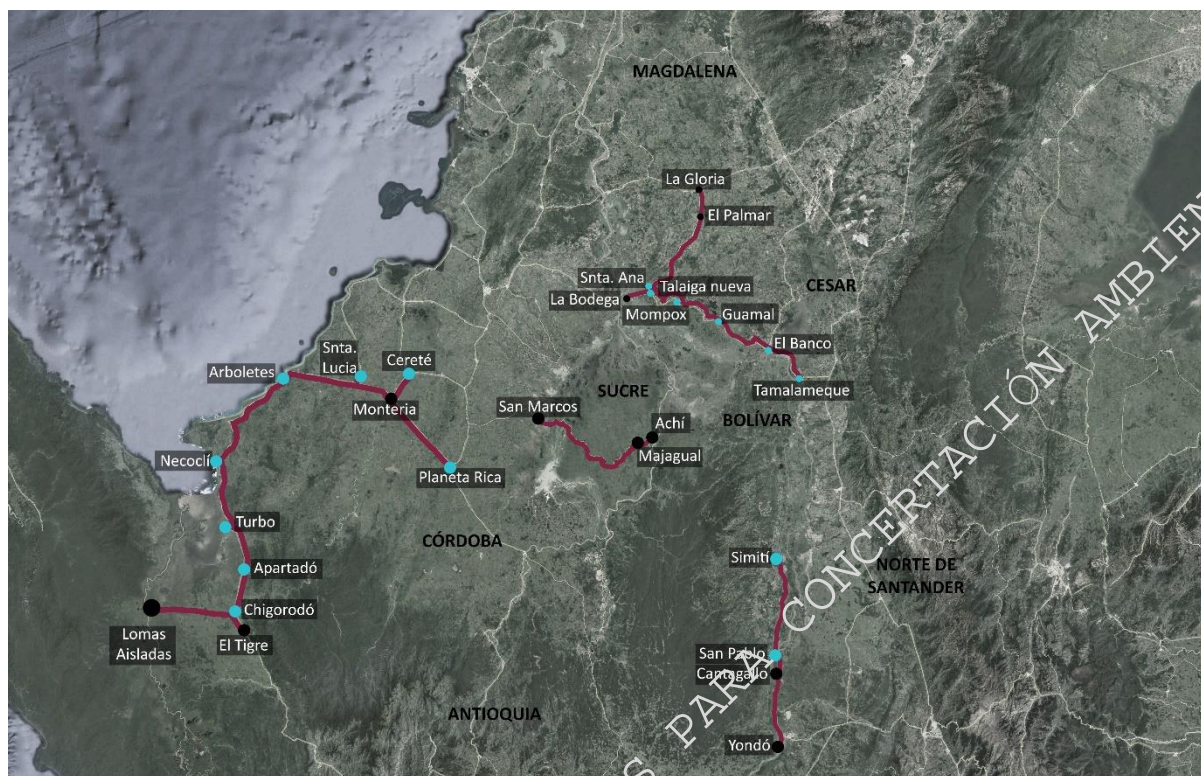 MAGDALENA
La Gloria
El Palmar
Snta. Ana
Talaiga nueva
CESAR
La Bodega
Mompox
Guamal
El Banco
Tamalameque
Snta.
Lucia
Cereté
Arboletes
Monteria
SUCRE
San Marcos
Achí
BOLÍVAR
Majagual
Necoclí
Planeta Rica
Turbo
CÓRDOBA
Simití
NORTE DE
SANTANDER
Apartadó
Chigorodó
Lomas
Aisladas
El Tigre
San Pablo
Cantagallo
ANTIOQUIA
Yondó
S PARA CONCERTACIÓN AMBIEN